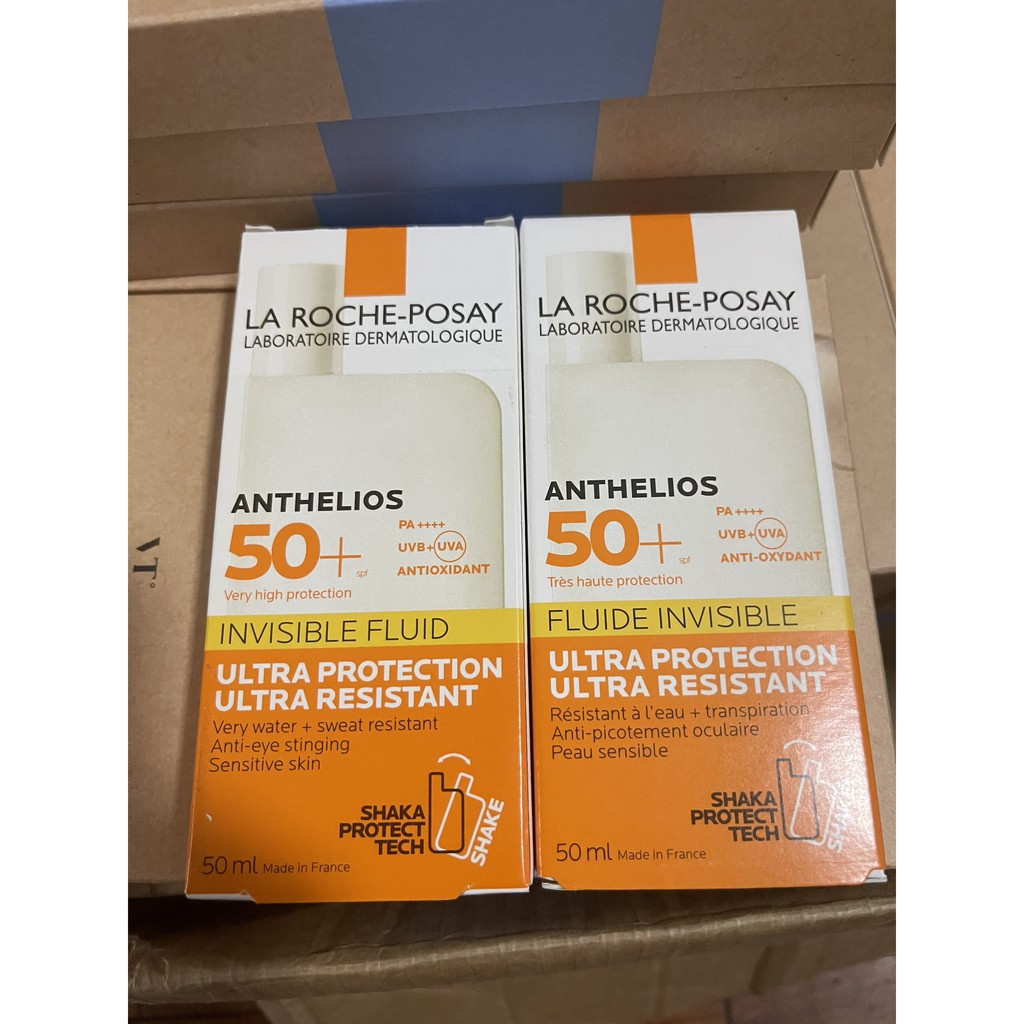 LA ROCHE-POSAY
LABORATOIRE DERMATOLOGIQUE
ANTHELIOS
50+ spf
PA ++++
UVB+UVA
ANTIOXIDANT
Very high protection
INVISIBLE FLUID
ULTRA PROTECTION
ULTRA RESISTANT
Very water + sweat resistant
Anti-eye stinging
Sensitive skin
SHAKA
PROTECT
TECH
SHAKE
50 ml Made in France
LA ROCHE-POSAY
LABORATOIRE DERMATOLOGIQUE
ANTHELIOS
50+ spf
PA ++++
UVB+UVA
ANTI-OXYDANT
Très haute protection
FLUIDE INVISIBLE
ULTRA PROTECTION
ULTRA RESISTANT
Résistant à l'eau + transpiration
Anti-picotement oculaire
Peau sensible
SHAKA
PROTECT
TECH
SHAKE
50 ml Made in France
VT°